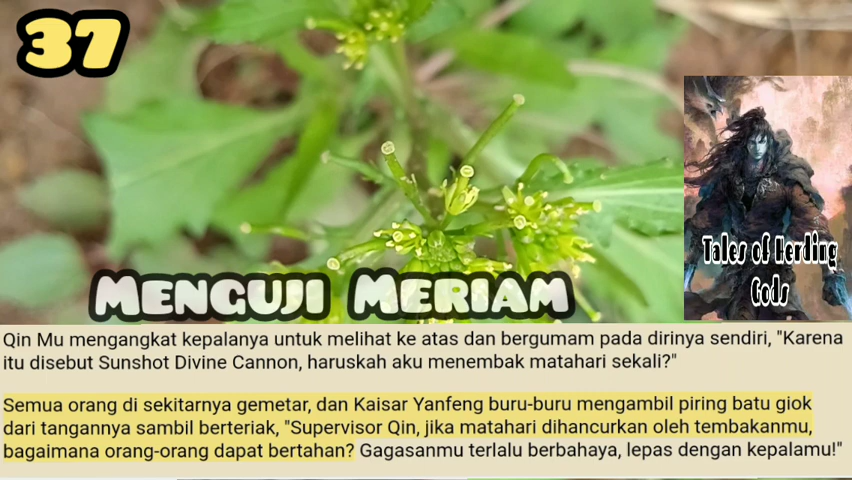 37
Tales of Herding
Gods
MENGUJI MERIAM
Qin Mu mengangkat kepalanya untuk melihat ke atas dan bergumam pada dirinya sendiri, "Karena
itu disebut Sunshot Divine Cannon, haruskah aku menembak matahari sekali?"
Semua orang di sekitarnya gemetar, dan Kaisar Yanfeng buru-buru mengambil piring batu giok
dari tangannya sambil berteriak, "Supervisor Qin, jika matahari dihancurkan oleh tembakanmu,
bagaimana orang-orang dapat bertahan? Gagasanmu terlalu berbahaya, lepas dengan kepalamu!"